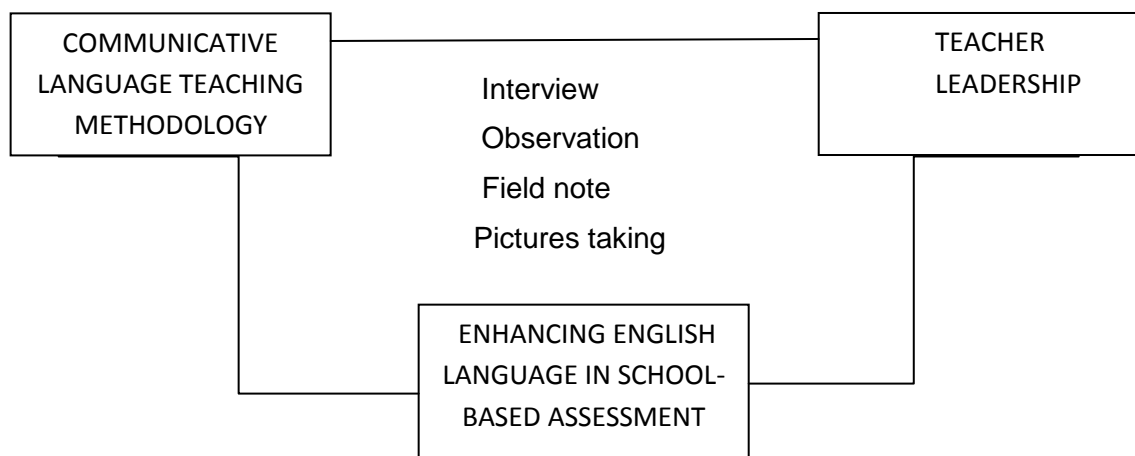 COMMUNICATIVE
LANGUAGE TEACHING
METHODOLOGY
TEACHER
LEADERSHIP
Interview
Observation
Field note
Pictures taking
ENHANCING ENGLISH
LANGUAGE IN SCHOOL-
BASED ASSESSMENT